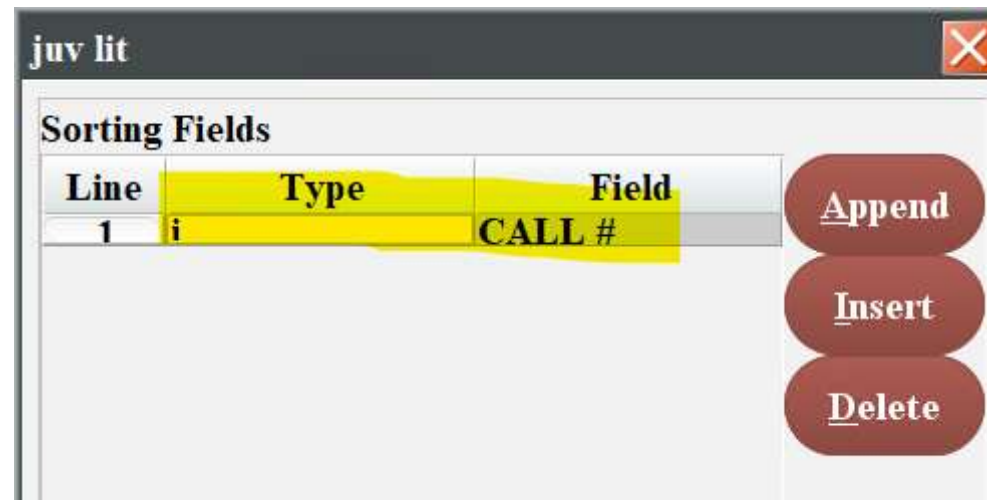 juv lit
Sorting Fields
Line Type Field
1 i CALL #
Append
Insert
Delete